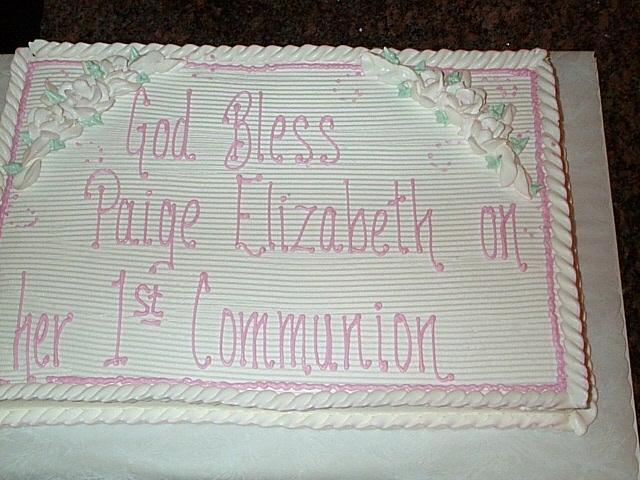 God Bless
Paige Elizabeth on
her 1st Communion